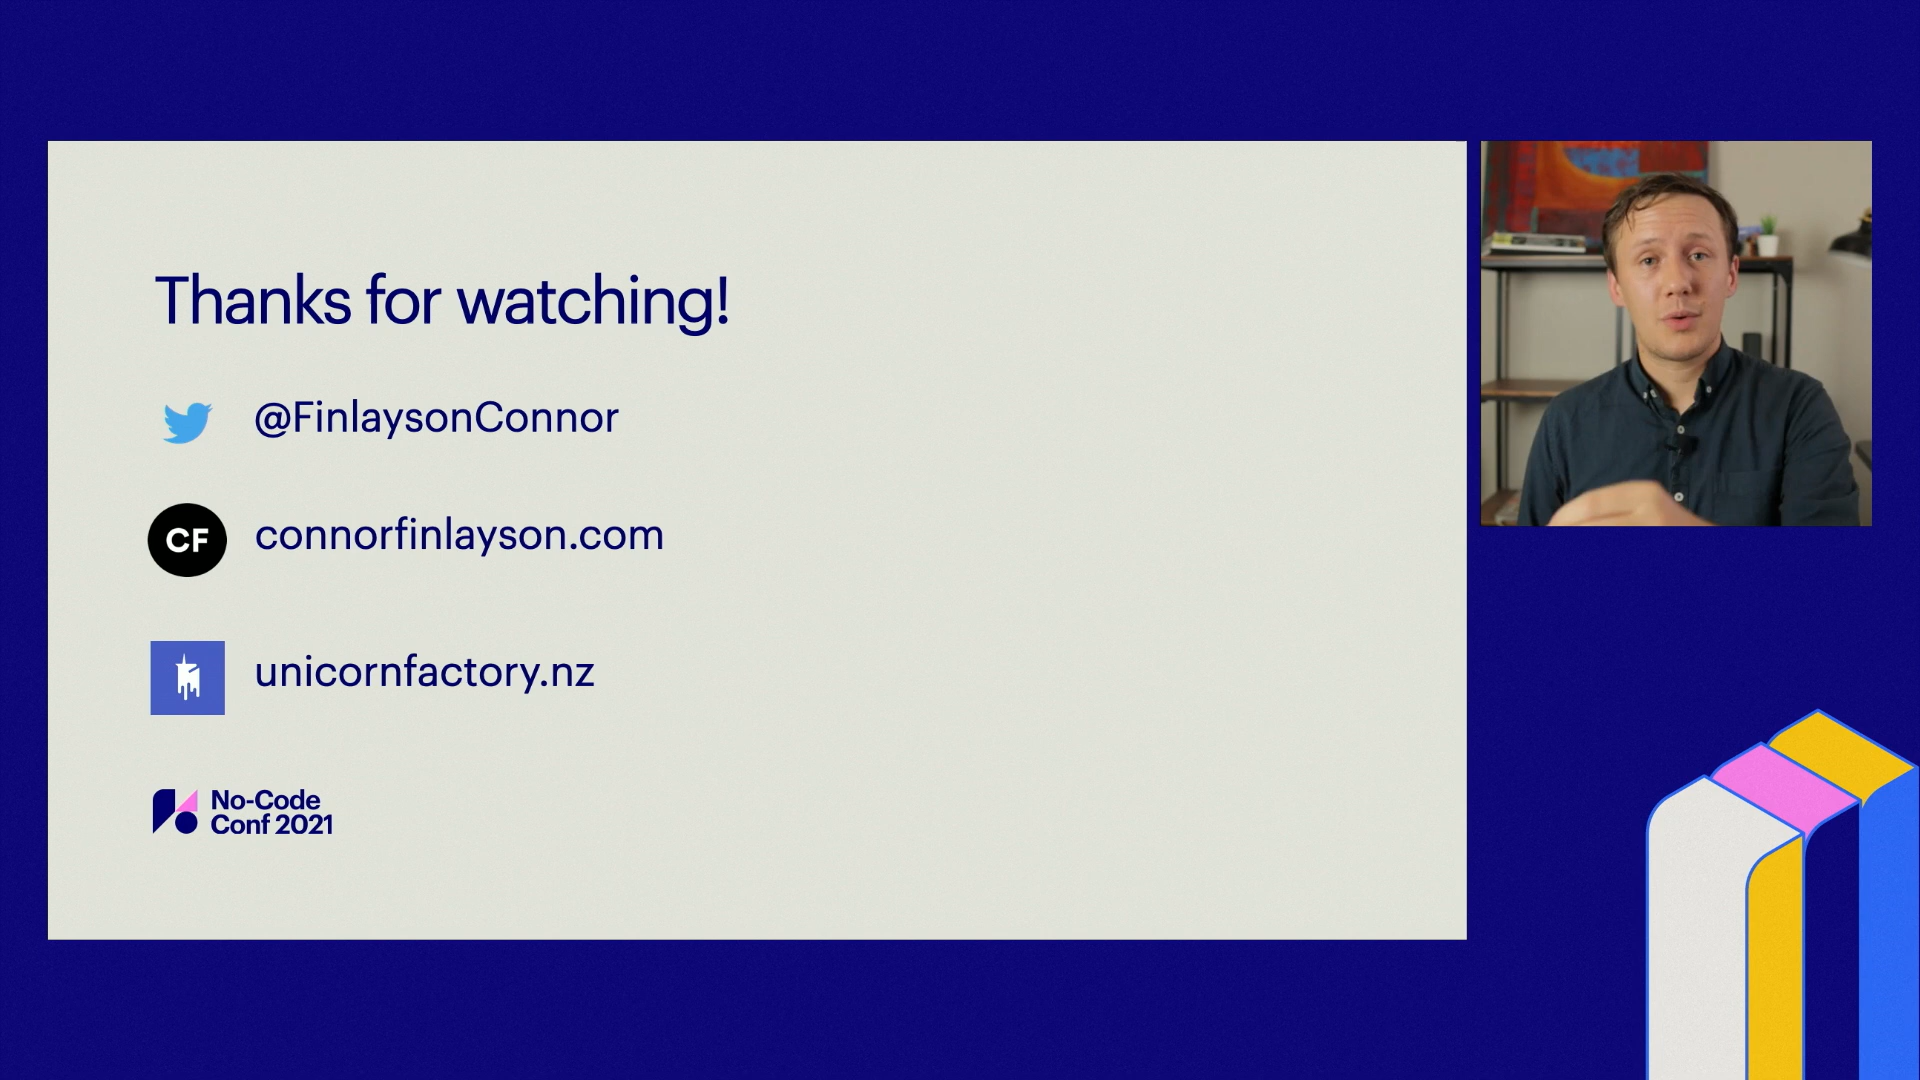 Thanks for watching!
@FinlaysonConnor
CF
connorfinlayson.com
unicornfactory.nz
No-Code
Conf 2021